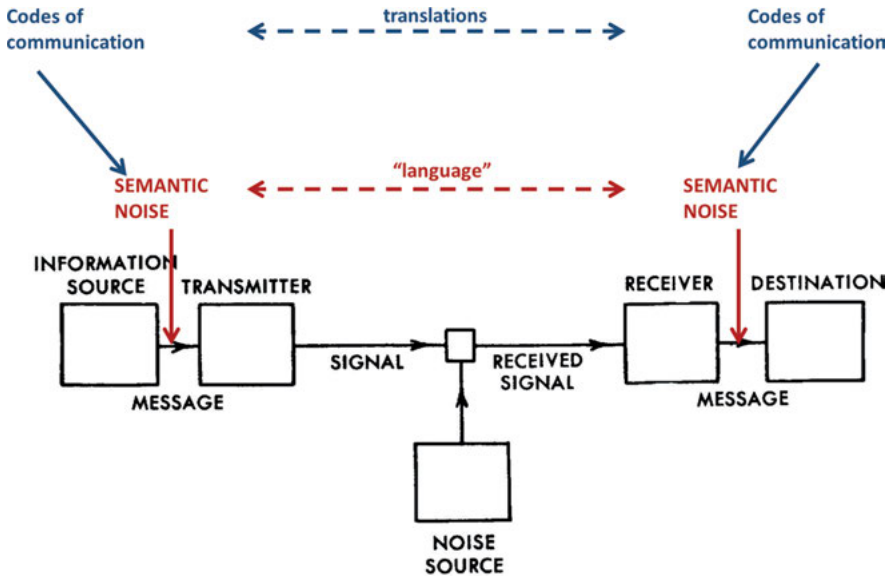 Codes of
communication
translations
Codes of
communication
SEMANTIC
NOISE
“language”
SEMANTIC
NOISE
INFORMATION
SOURCE
TRANSMITTER
RECEIVER
DESTINATION
MESSAGE
SIGNAL
RECEIVED
SIGNAL
MESSAGE
NOISE
SOURCE